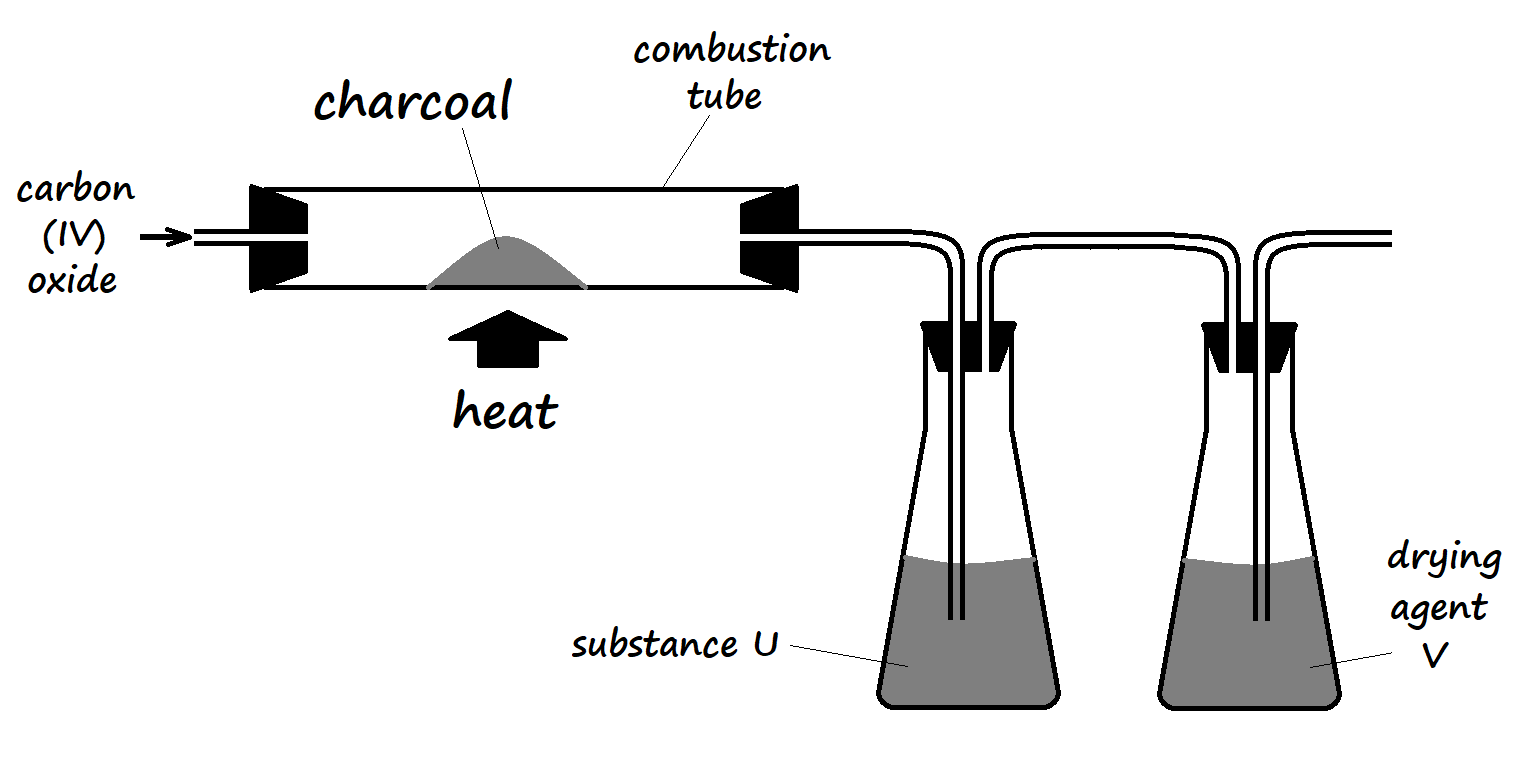 combustion
tube
charcoal
carbon
(IV)
oxide
heat
drying
agent
V
substance U